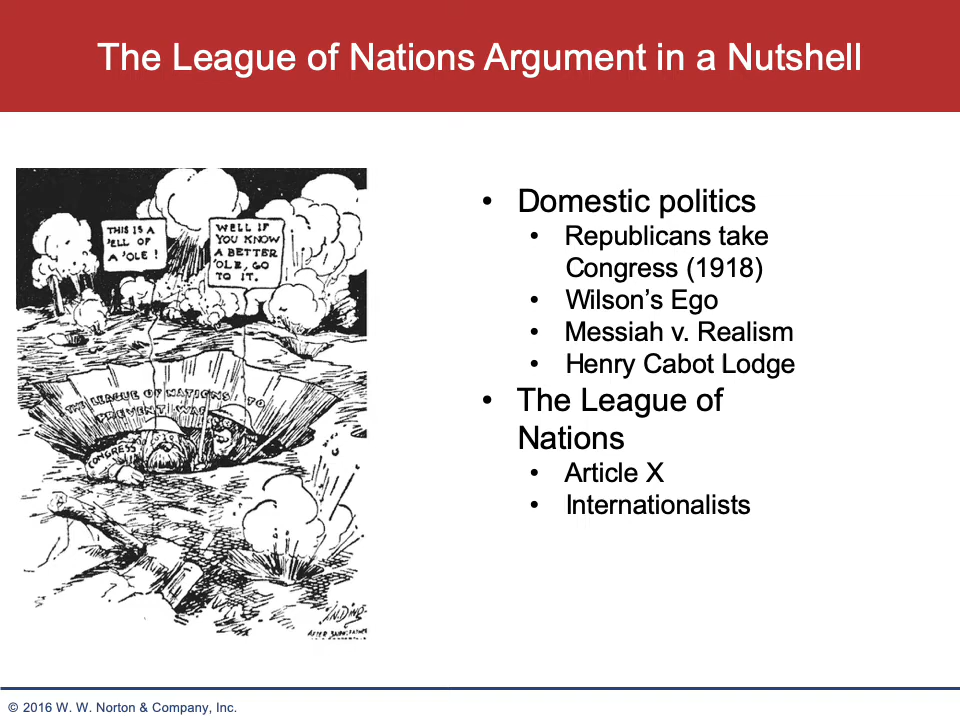 The League of Nations Argument in a Nutshell
THIS IS A
'ELL OF
A 'OLE !
WELL IF
YOU KNOW
A BETTER
'OLE, GO
TO IT.
THE LEAGUE OF NATIONS TO
PREVENT WAR
CONGRESS
• Domestic politics
• Republicans take
Congress (1918)
• Wilson’s Ego
• Messiah v. Realism
• Henry Cabot Lodge
• The League of
Nations
• Article X
• Internationalists
J.N.DING
AFTER
© 2016 W. W. Norton & Company, Inc.